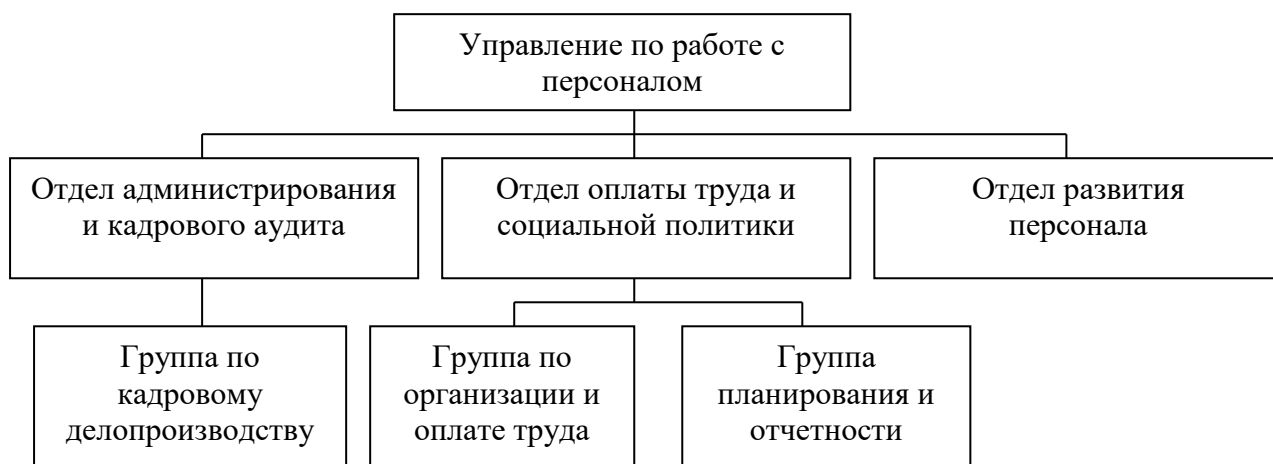 Управление по работе с
персоналом
Отдел администрирования
и кадрового аудита
Отдел оплаты труда и
социальной политики
Отдел развития
персонала
Группа по
кадровому
делопроизводству
Группа по
организации и
оплате труда
Группа
планирования и
отчетности